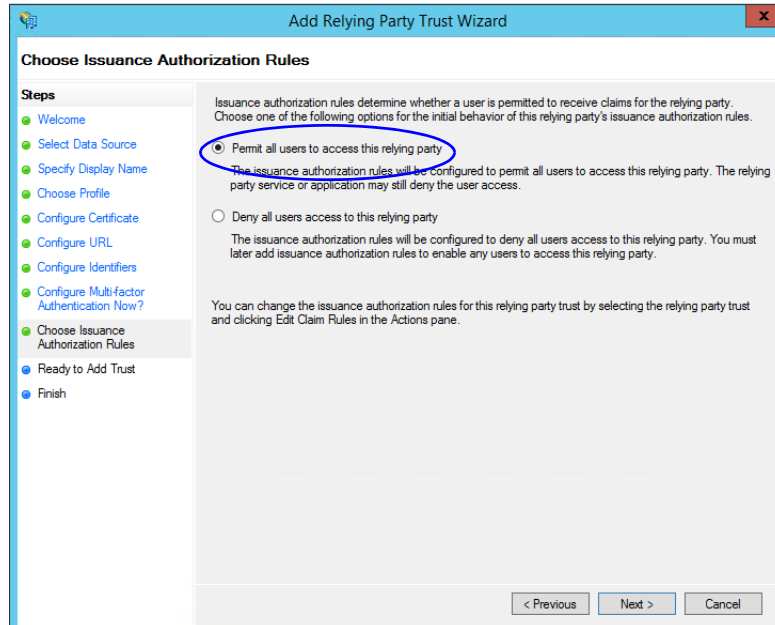 Add Relying Party Trust Wizard
x
Choose Issuance Authorization Rules
Steps
Welcome
Select Data Source
Specify Display Name
Choose Profile
Configure Certificate
Configure URL
Configure Identifiers
Configure Multi-factor
Authentication Now?
Choose Issuance
Authorization Rules
Ready to Add Trust
Finish
Issuance authorization rules determine whether a user is permitted to receive claims for the relying party.
Choose one of the following options for the initial behavior of this relying party's issuance authorization rules.
Permit all users to access this relying party
The issuance authorization rules will be configured to permit all users to access this relying party. The relying
party service or application may still deny the user access.
Deny all users access to this relying party
The issuance authorization rules will be configured to deny all users access to this relying party. You must
later add issuance authorization rules to enable any users to access this relying party.
You can change the issuance authorization rules for this relying party trust by selecting the relying party trust
and clicking Edit Claim Rules in the Actions pane.
< Previous
Next >
Cancel